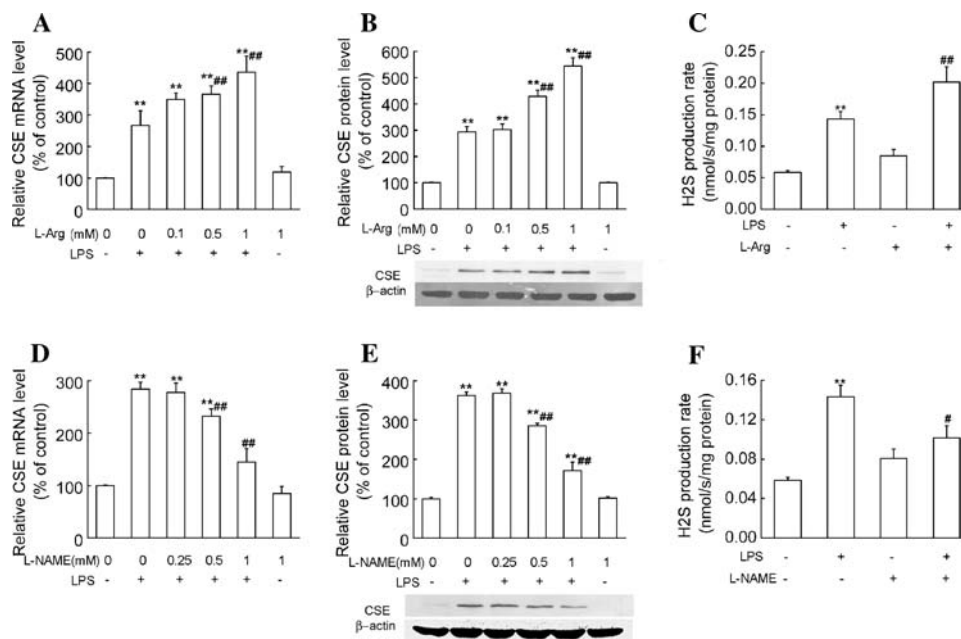 A
Relative CSE mRNA level
(% of control)
500
400
300
200
100
0
**
**
**##
**##
L-Arg (mM) 0 0 0.1 0.5 1 1
LPS - + + + + -
B
Relative CSE protein level
(% of control)
600
500
400
300
200
100
0
**
**
**##
**##
L-Arg (mM) 0 0 0.1 0.5 1 1
LPS - + + + + -
CSE
β-actin
C
H2S production rate
(nmol/s/mg protein)
0.25
0.20
0.15
0.10
0.05
0.00
**
##
LPS - + - +
L-Arg - - + +
D
Relative CSE mRNA level
(% of control)
300
200
100
0
**
**
**##
##
L-NAME(mM) 0 0 0.25 0.5 1 1
LPS - + + + + -
E
Relative CSE protein level
(% of control)
400
300
200
100
0
**
**
**##
**##
L-NAME(mM) 0 0 0.25 0.5 1 1
LPS - + + + + -
CSE
β-actin
F
H2S production rate
(nmol/s/mg protein)
0.16
0.12
0.08
0.04
0.00
**
#
LPS - + - +
L-NAME - - + +